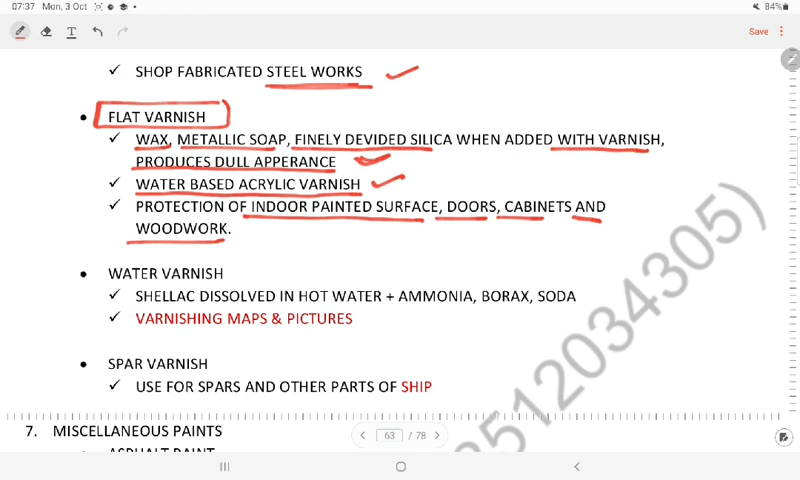 07:37 Mon, 3 Oct 84%
T Save
✓ SHOP FABRICATED STEEL WORKS
• FLAT VARNISH
✓ WAX, METALLIC SOAP, FINELY DEVIDED SILICA WHEN ADDED WITH VARNISH,
PRODUCES DULL APPERANCE
✓ WATER BASED ACRYLIC VARNISH
✓ PROTECTION OF INDOOR PAINTED SURFACE, DOORS, CABINETS AND
WOODWORK.
• WATER VARNISH
✓ SHELLAC DISSOLVED IN HOT WATER + AMMONIA, BORAX, SODA
✓ VARNISHING MAPS & PICTURES
• SPAR VARNISH
✓ USE FOR SPARS AND OTHER PARTS OF SHIP
7. MISCELLANEOUS PAINTS
• ASPHALT PAINT
63 / 78
3512034305)